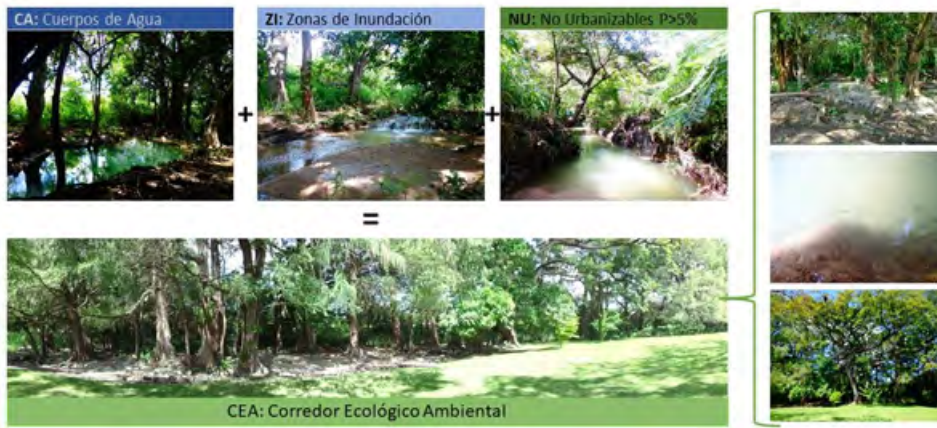 CA: Cuerpos de Agua
ZI: Zonas de Inundación
NU: No Urbanizables P>5%
+
+
=
CEA: Corredor Ecológico Ambiental